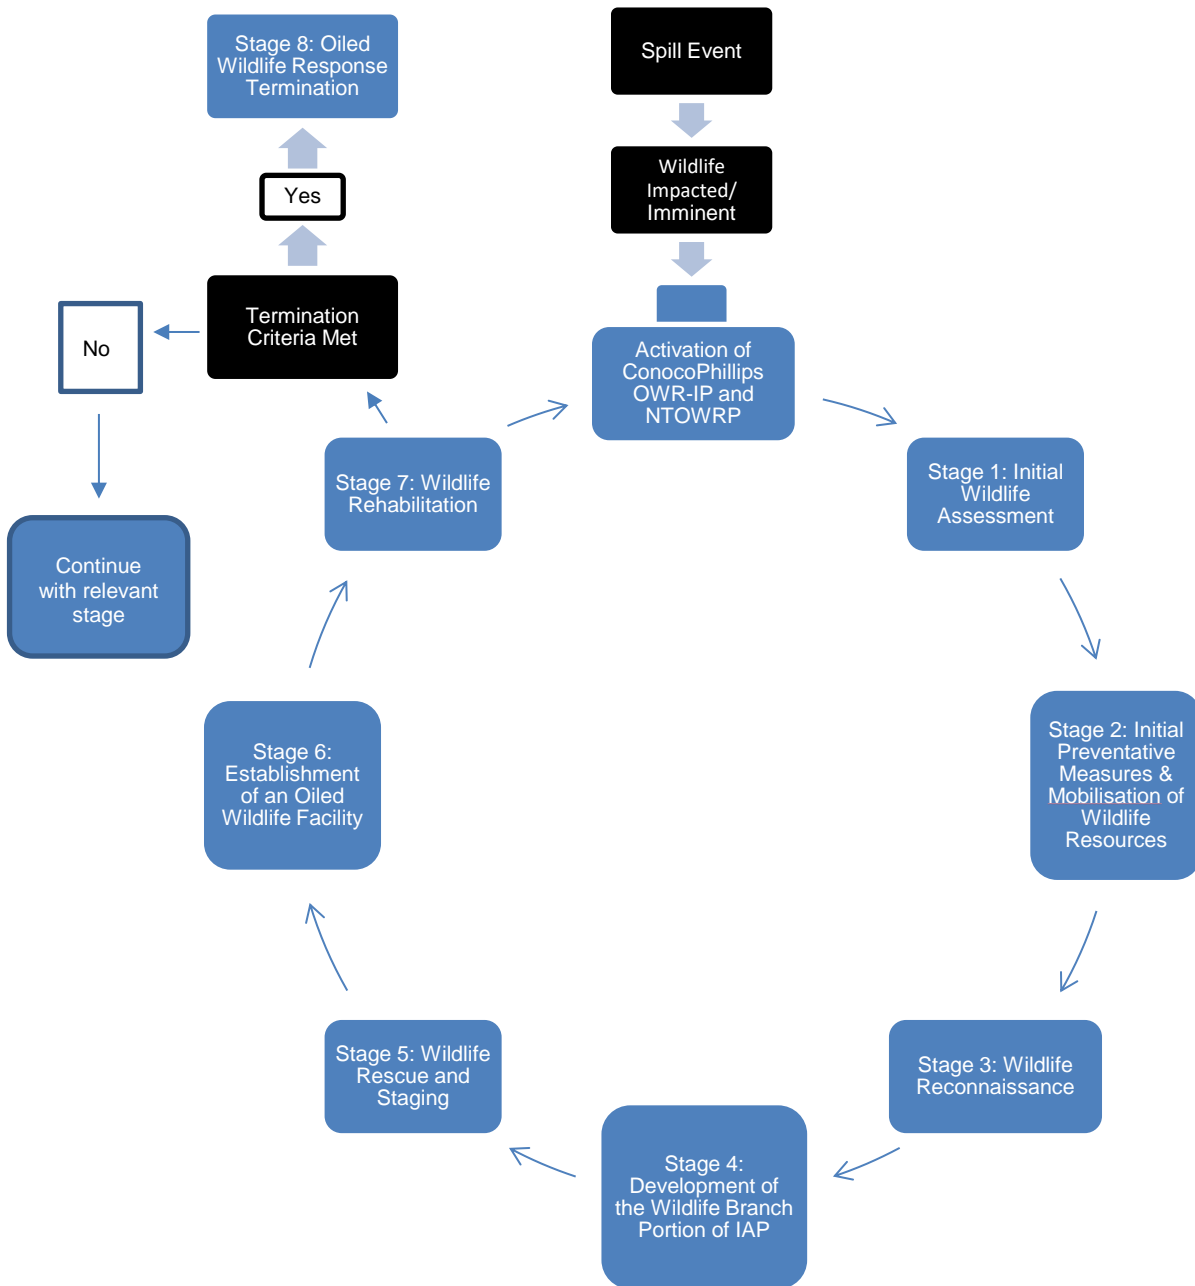 Spill Event
Wildlife
Impacted/
Imminent
Activation of
ConocoPhillips
OWR-IP and
NTOWRP
Stage 1: Initial
Wildlife
Assessment
Stage 2: Initial
Preventative
Measures &
Mobilisation of
Wildlife
Resources
Stage 3: Wildlife
Reconnaissance
Stage 4:
Development of
the Wildlife Branch
Portion of IAP
Stage 5: Wildlife
Rescue and
Staging
Stage 6:
Establishment
of an Oiled
Wildlife Facility
Stage 7: Wildlife
Rehabilitation
Termination
Criteria Met
Yes
Stage 8: Oiled
Wildlife Response
Termination
No
Continue
with relevant
stage